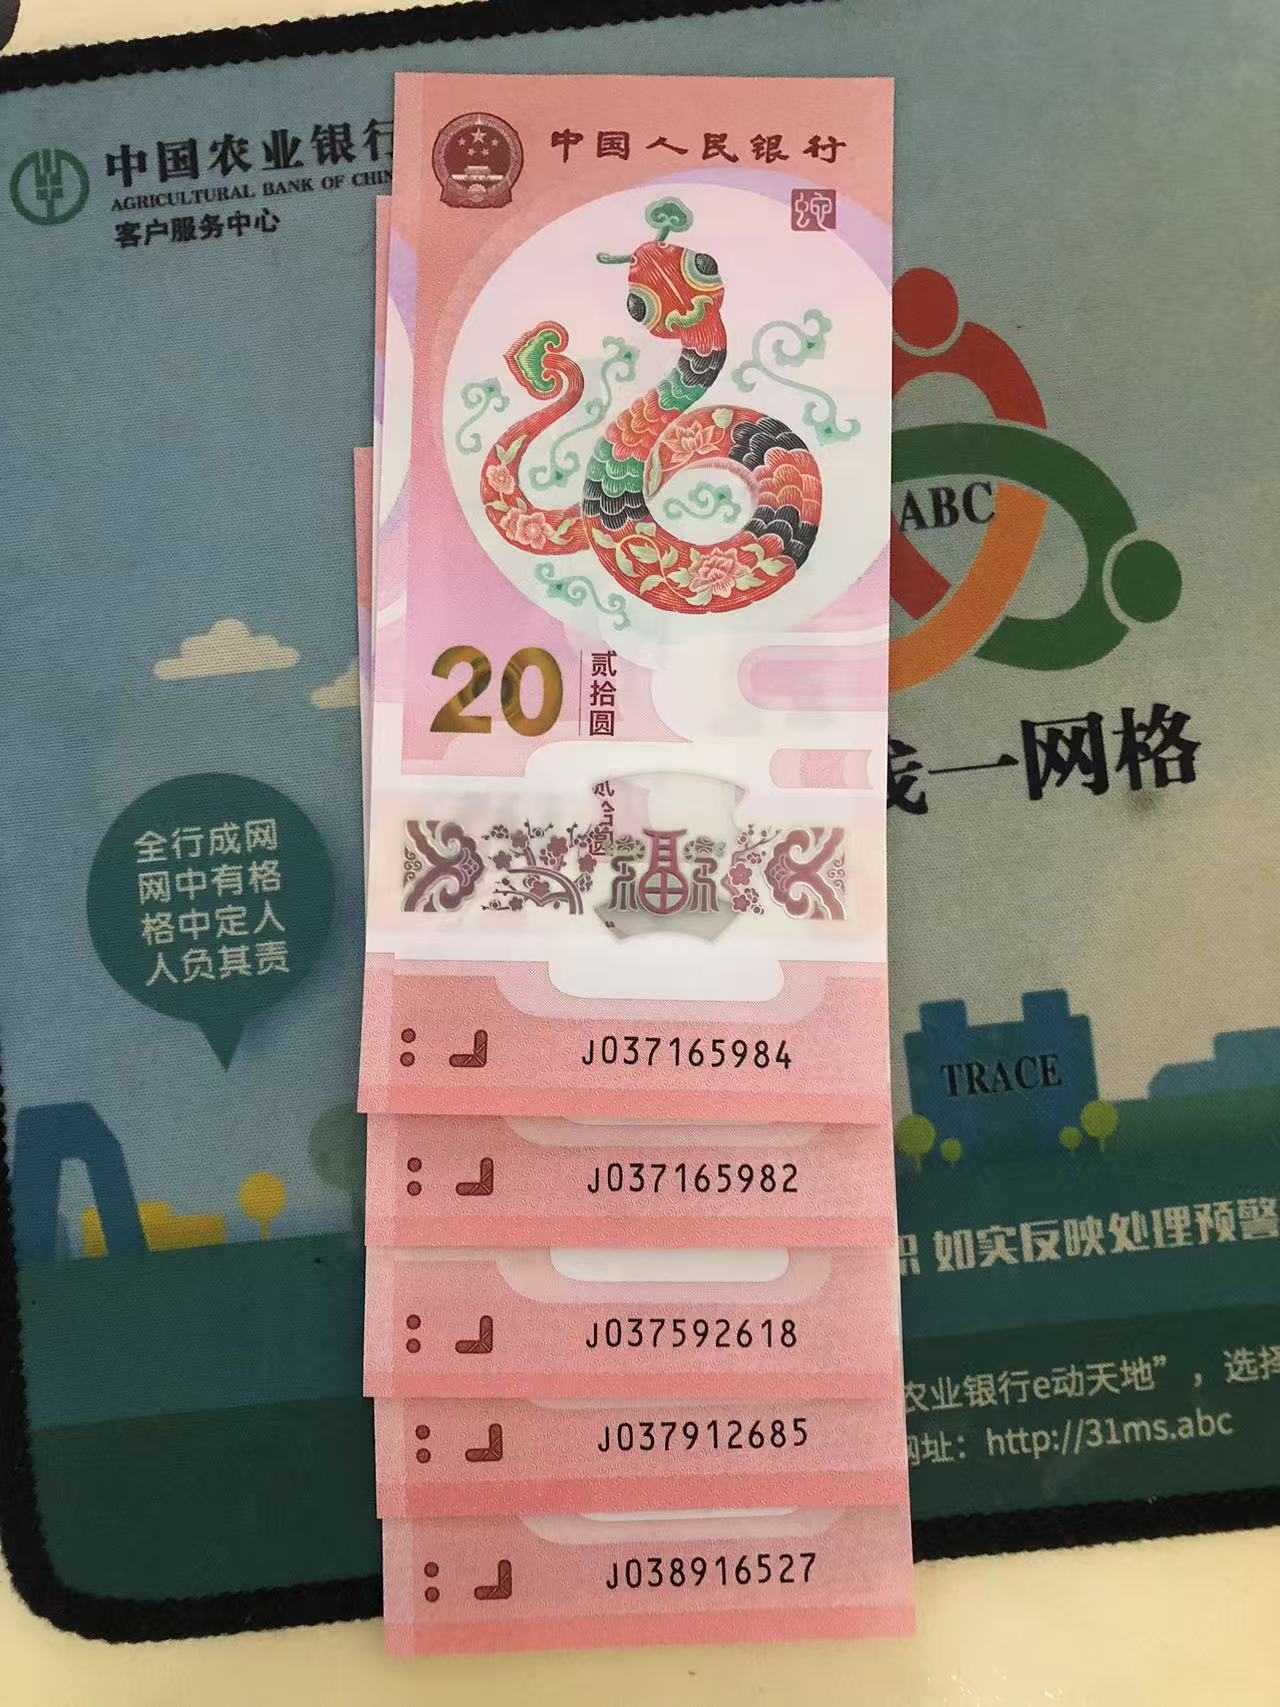 中国农业银行
AGRICULTURAL BANK OF CHIN
客户服务中心
中国人民银行
蛇
ABC
20
贰拾圆
福
一网格
全行成网
网中有格
格中定人
人负其责
TRACE
J037165984
J037165982
J037592618
J037912685
J038916527
如实反映处理预警
农业银行e动天地”,选择
网址:http://31ms.abc